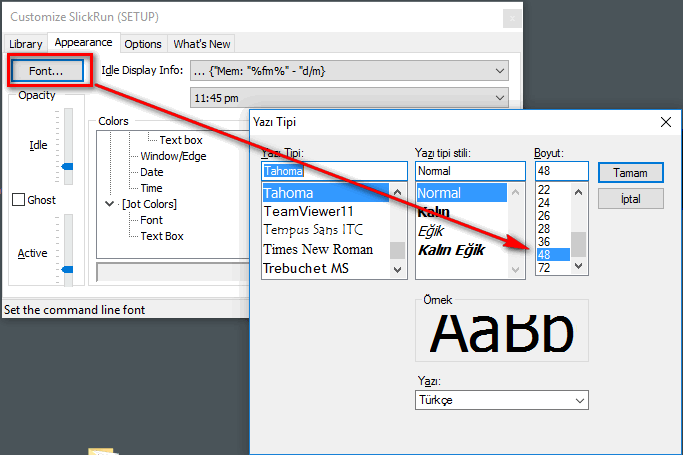 Customize SlickRun (SETUP)
x
Library Appearance Options What's New
Font...
Idle Display Info: ... {"Mem: "%fm%" - "d/m}
11:45 pm
Opacity
Idle
Ghost
Active
Colors
Text box
Window/Edge
Date
Time
[Jot Colors]
Font
Text Box
Set the command line font
Yazı Tipi
Yazı Tipi:
Tahoma
Tahoma
TeamViewer11
Tempus Sans ITC
Times New Roman
Trebuchet MS
Yazı tipi stili:
Normal
Normal
Kalın
Eğik
Kalın Eğik
Boyut:
48
22
24
26
28
36
48
72
Tamam
İptal
Örnek
AaBb
Yazı:
Türkçe